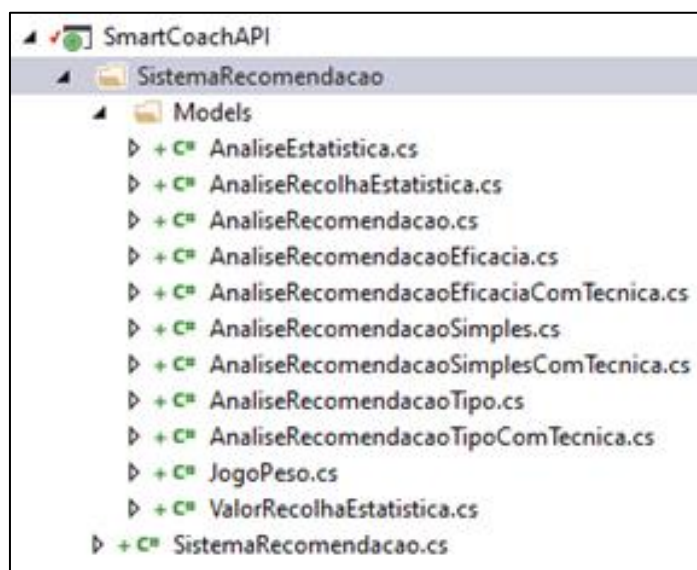 SmartCoachAPI
SistemaRecomendacao
Models
+ C# AnaliseEstatistica.cs
+ C# AnaliseRecolhaEstatistica.cs
+ C# AnaliseRecomendacao.cs
+ C# AnaliseRecomendacaoEficacia.cs
+ C# AnaliseRecomendacaoEficaciaComTecnica.cs
+ C# AnaliseRecomendacaoSimples.cs
+ C# AnaliseRecomendacaoSimplesComTecnica.cs
+ C# AnaliseRecomendacaoTipo.cs
+ C# AnaliseRecomendacaoTipoComTecnica.cs
+ C# JogoPeso.cs
+ C# ValorRecolhaEstatistica.cs
+ C# SistemaRecomendacao.cs